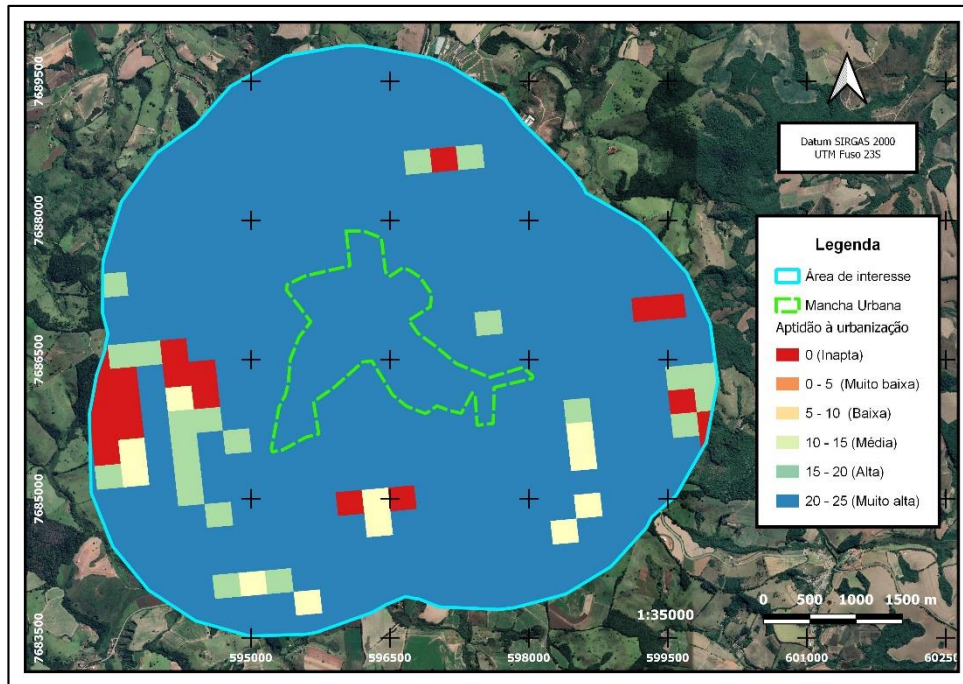 7689500
7688000
7686500
7685000
7683500
Datum SIRGAS 2000
UTM Fuso 23S
Legenda
Área de interesse
Mancha Urbana
Aptidão à urbanização
0 (Inapta)
0 - 5 (Muito baixa)
5 - 10 (Baixa)
10 - 15 (Média)
15 - 20 (Alta)
20 - 25 (Muito alta)
1:35000
0 500 1000 1500 m
595000 596500 598000 599500 601000 60250